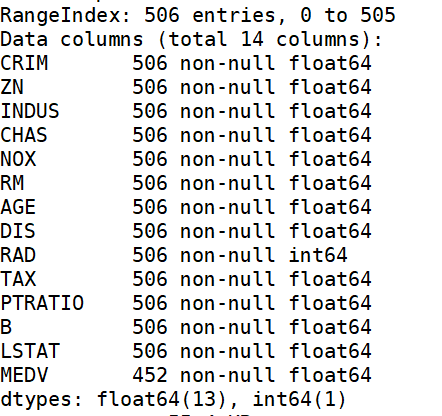 RangeIndex: 506 entries, 0 to 505
Data columns (total 14 columns):
CRIM 506 non-null float64
ZN 506 non-null float64
INDUS 506 non-null float64
CHAS 506 non-null float64
NOX 506 non-null float64
RM 506 non-null float64
AGE 506 non-null float64
DIS 506 non-null float64
RAD 506 non-null int64
TAX 506 non-null float64
PTRATIO 506 non-null float64
B 506 non-null float64
LSTAT 506 non-null float64
MEDV 452 non-null float64
dtypes: float64(13), int64(1)